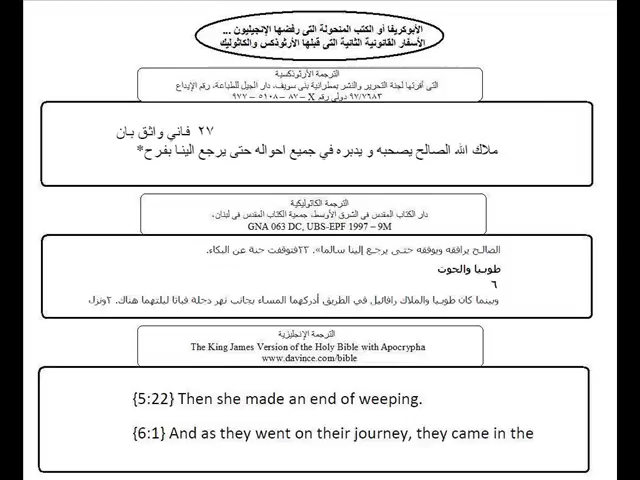 الأبوكريفا أو الكتب المنحولة التى رفضها الإنجيليون ...
الأسفار القانونية الثانية التى قبلها الأرثوذكس والكاثوليك
الترجمة الأرثوذكسية
التى أقرتها لجنة التحرير والنشر بمطرانية بنى سويف، دار الجيل للطباعة، رقم الإيداع
٩٧/٧٦٨٣ دولي رقم X – ٨٧ – ٥١٠٨ – ٩٧٧
٢٧ فاني واثق بان
ملاك الله الصالح يصحبه و يدبره في جميع احواله حتى يرجع الينا بفرح*
الترجمة الكاثوليكية
دار الكتاب المقدس في الشرق الأوسط، جمعية الكتاب المقدس في لبنان،
GNA 063 DC, UBS-EPF 1997 – 9M
الصالح يرافقه ويوفقه حتى يرجع إلينا سالما». ٢٣فتوقفت حنة عن البكاء.
طوبيا والحوت
٦
وبينما كان طوبيا والملاك رافائيل في الطريق أدركهما المساء بجانب نهر دجلة فباتا ليلتهما هناك. ٢ونزل
الترجمة الإنجليزية
The King James Version of the Holy Bible with Apocrypha
www.davince.com/bible
{5:22} Then she made an end of weeping.
{6:1} And as they went on their journey, they came in the